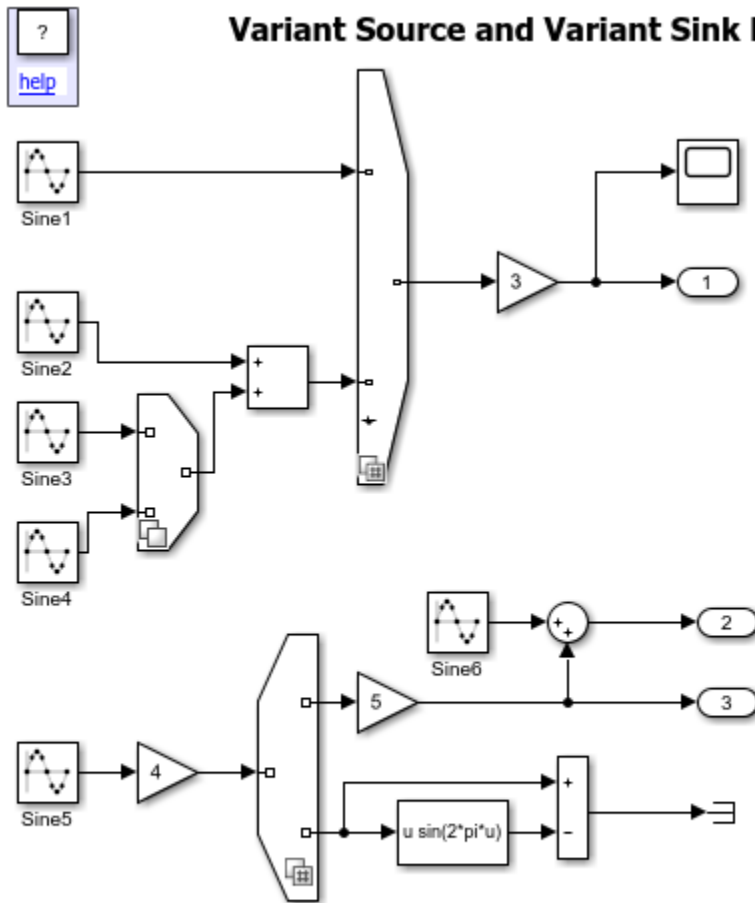 Variant Source and Variant Sink
?
help
Sine1
3
1
Sine2
+
+
Sine3
Sine4
Sine6
+
+
2
5
3
Sine5
4
+
u sin(2*pi*u)
−